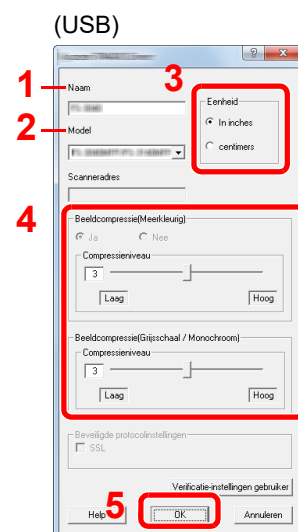 (USB)
1
Naam
2
Model
Scanneradres
3
Eenheid
In inches
centimers
4
Beeldcompressie(Meerkleurig)
Ja Nee
Compressieniveau
3
Laag Hoog
Beeldcompressie(Grijsschaal / Monochroom)
Compressieniveau
3
Laag Hoog
Beveiligde protocolinstellingen
SSL
Verificatie-instellingen gebruiker
5
Help OK Annuleren